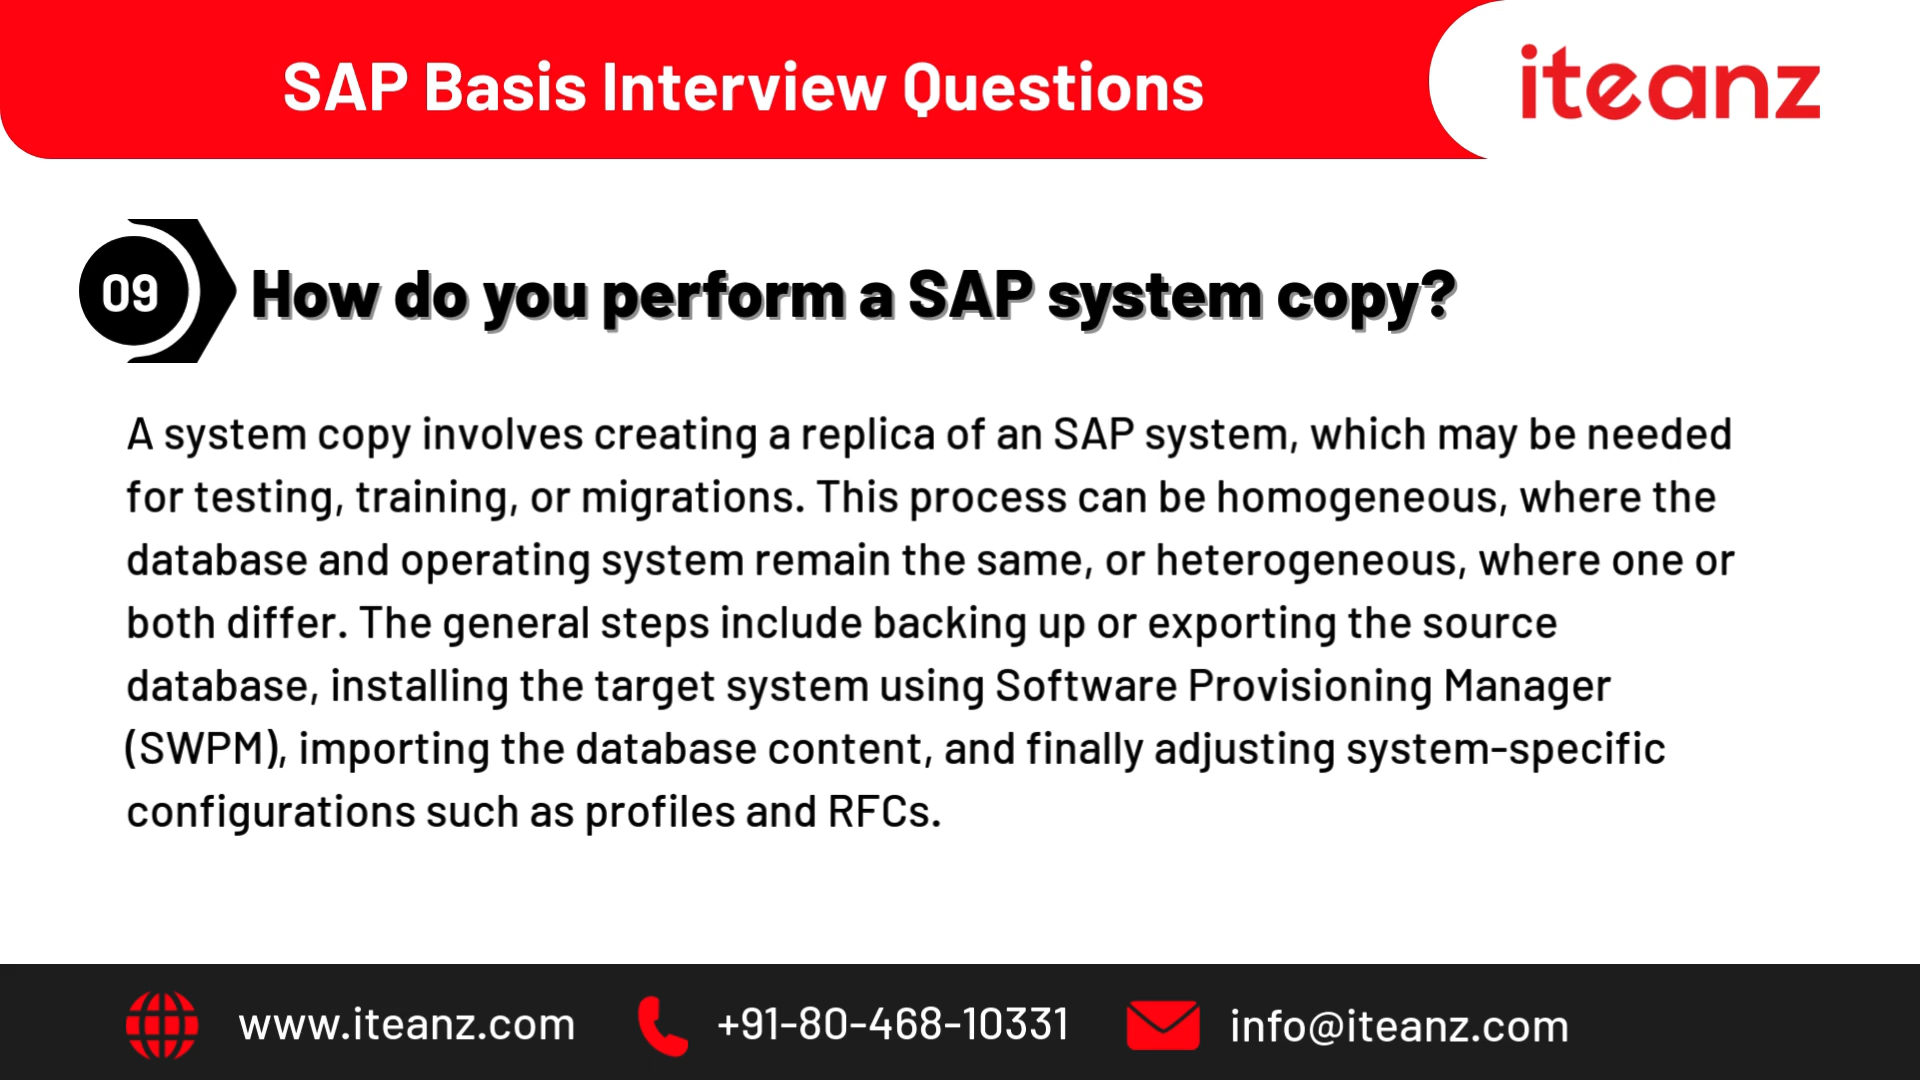 SAP Basis Interview Questions
iteanz
09
How do you perform a SAP system copy?
A system copy involves creating a replica of an SAP system, which may be needed
for testing, training, or migrations. This process can be homogeneous, where the
database and operating system remain the same, or heterogeneous, where one or
both differ. The general steps include backing up or exporting the source
database, installing the target system using Software Provisioning Manager
(SWPM), importing the database content, and finally adjusting system-specific
configurations such as profiles and RFCs.
www.iteanz.com
+91-80-468-10331
info@iteanz.com